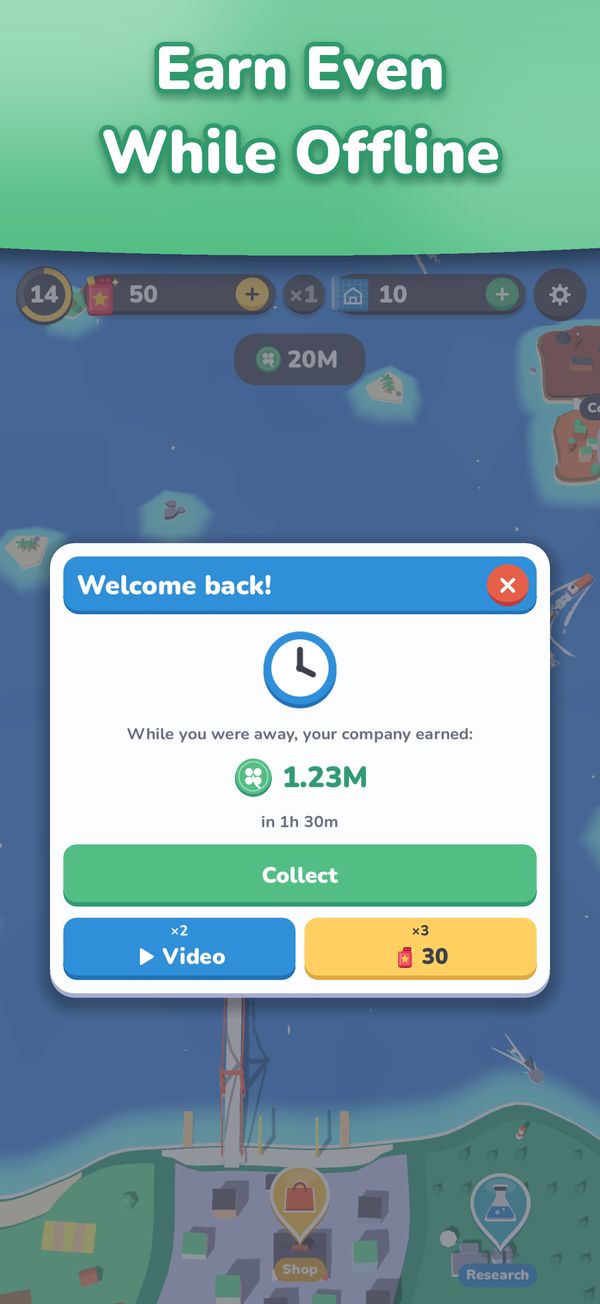 Earn Even
While Offline
14
50
×1
10
20M
Welcome back!
While you were away, your company earned:
1.23M
in 1h 30m
Collect
×2
Video
×3
30
Shop
Research